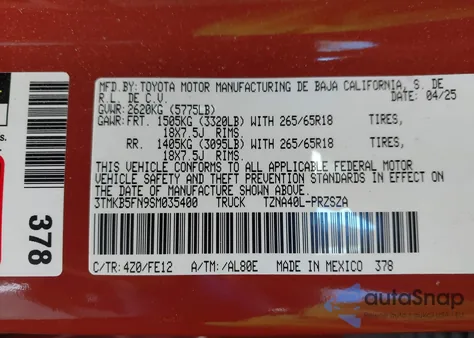 MFD.BY:TOYOTA MOTOR MANUFACTURING DE BAJA CALIFORNIA, S. DE
R.L. DE C.V. DATE: 04/25
GVWR: 2620KG (5775LB)
GAWR:FRT. 1505KG (3320LB) WITH 265/65R18 TIRES,
18X7.5J RIMS.
RR. 1405KG (3095LB) WITH 265/65R18 TIRES,
18X7.5J RIMS.
THIS VEHICLE CONFORMS TO ALL APPLICABLE FEDERAL MOTOR
VEHICLE SAFETY AND THEFT PREVENTION STANDARDS IN EFFECT ON
THE DATE OF MANUFACTURE SHOWN ABOVE.
3TMKB5FN9SM035400 TRUCK TZNA40L-PRZSZA
C/TR:4Z0/FE12 A/TM:/AL80E MADE IN MEXICO 378
378
s.
re
autoSnap